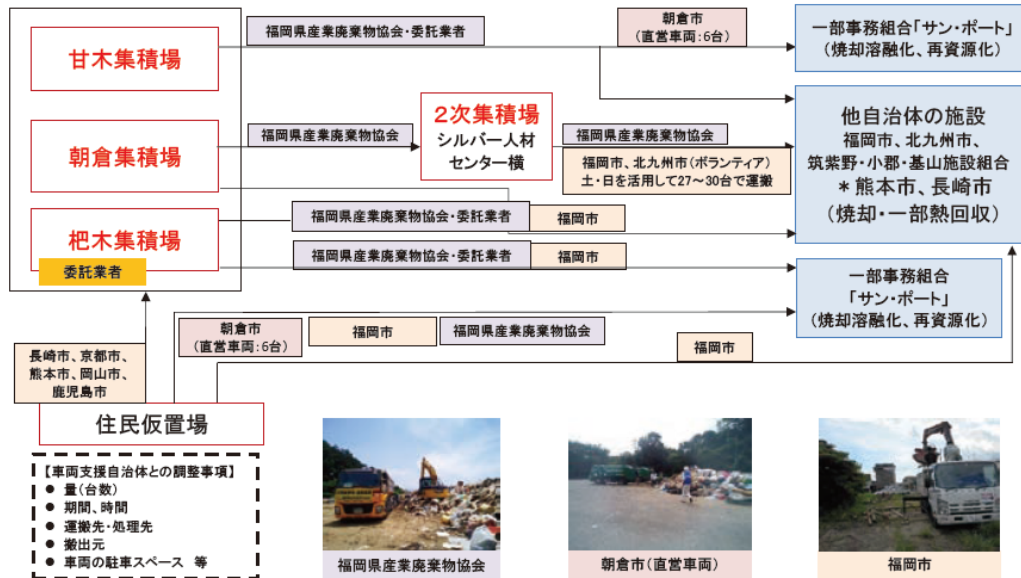 甘木集積場
福岡県産業廃棄物協会・委託業者
朝倉市
(直営車両:6台)
一部事務組合「サン・ポート」
(焼却溶融化、再資源化)
朝倉集積場
福岡県産業廃棄物協会
2次集積場
シルバー人材
センター横
福岡県産業廃棄物協会
福岡市、北九州市(ボランティア)
土・日を活用して27~30台で運搬
他自治体の施設
福岡市、北九州市、
筑紫野・小郡・基山施設組合
*熊本市、長崎市
(焼却・一部熱回収)
杷木集積場
委託業者
福岡県産業廃棄物協会・委託業者
福岡市
福岡県産業廃棄物協会・委託業者
福岡市
一部事務組合
「サン・ポート」
(焼却溶融化、再資源化)
朝倉市
(直営車両:6台)
福岡市
福岡県産業廃棄物協会
福岡市
長崎市、京都市、
熊本市、岡山市、
鹿児島市
住民仮置場
【車両支援自治体との調整事項】
● 量(台数)
● 期間、時間
● 運搬先・処理先
● 搬出元
● 車両の駐車スペース 等
福岡県産業廃棄物協会
朝倉市(直営車両)
福岡市